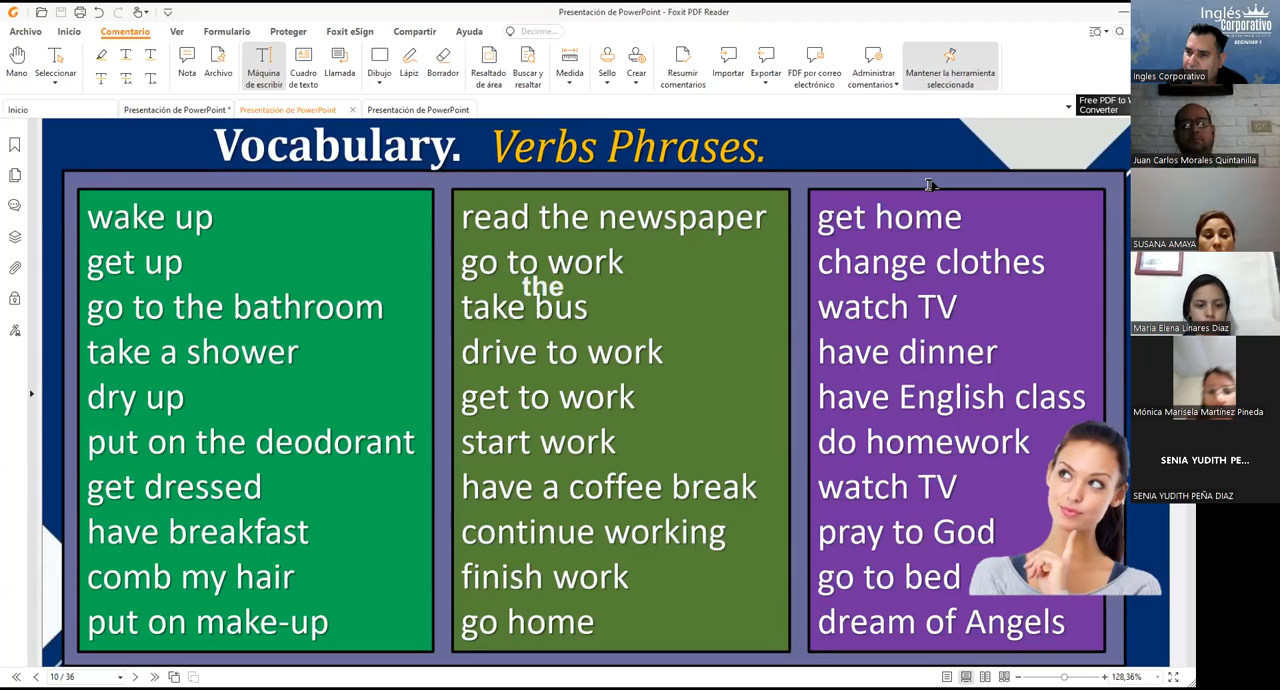 Presentación de PowerPoint - Foxit PDF Reader
Archivo Inicio Comentario Ver Formulario Proteger Foxit eSign Compartir Ayuda Decirme...
Mano
Seleccionar
Nota
Archivo
Máquina de escribir
Cuadro de texto
Llamada
Dibujo
Lápiz
Borrador
Resaltado de área
Buscar y resaltar
Medida
Sello
Crear
Resumir comentarios
Importar
Exportar
PDF por correo electrónico
Administrar comentarios
Mantener la herramienta seleccionada
Inicio
Presentación de PowerPoint *
Presentación de PowerPoint
Presentación de PowerPoint
Free PDF to
Converter
Vocabulary. Verbs Phrases.
wake up
get up
go to the bathroom
take a shower
dry up
put on the deodorant
get dressed
have breakfast
comb my hair
put on make-up
read the newspaper
go to work
the
take bus
drive to work
get to work
start work
have a coffee break
continue working
finish work
go home
get home
change clothes
watch TV
have dinner
have English class
do homework
watch TV
pray to God
go to bed
dream of Angels
Inglés
Corporativo
BEGINNER 1
Ingles Corporativo
Juan Carlos Morales Quintanilla
SUSANA AMAYA
Maria Elena Linares Diaz
Mónica Marisela Martínez Pineda
SENIA YUDITH PE...
SENIA YUDITH PEÑA DIAZ
10 / 36
128,36%